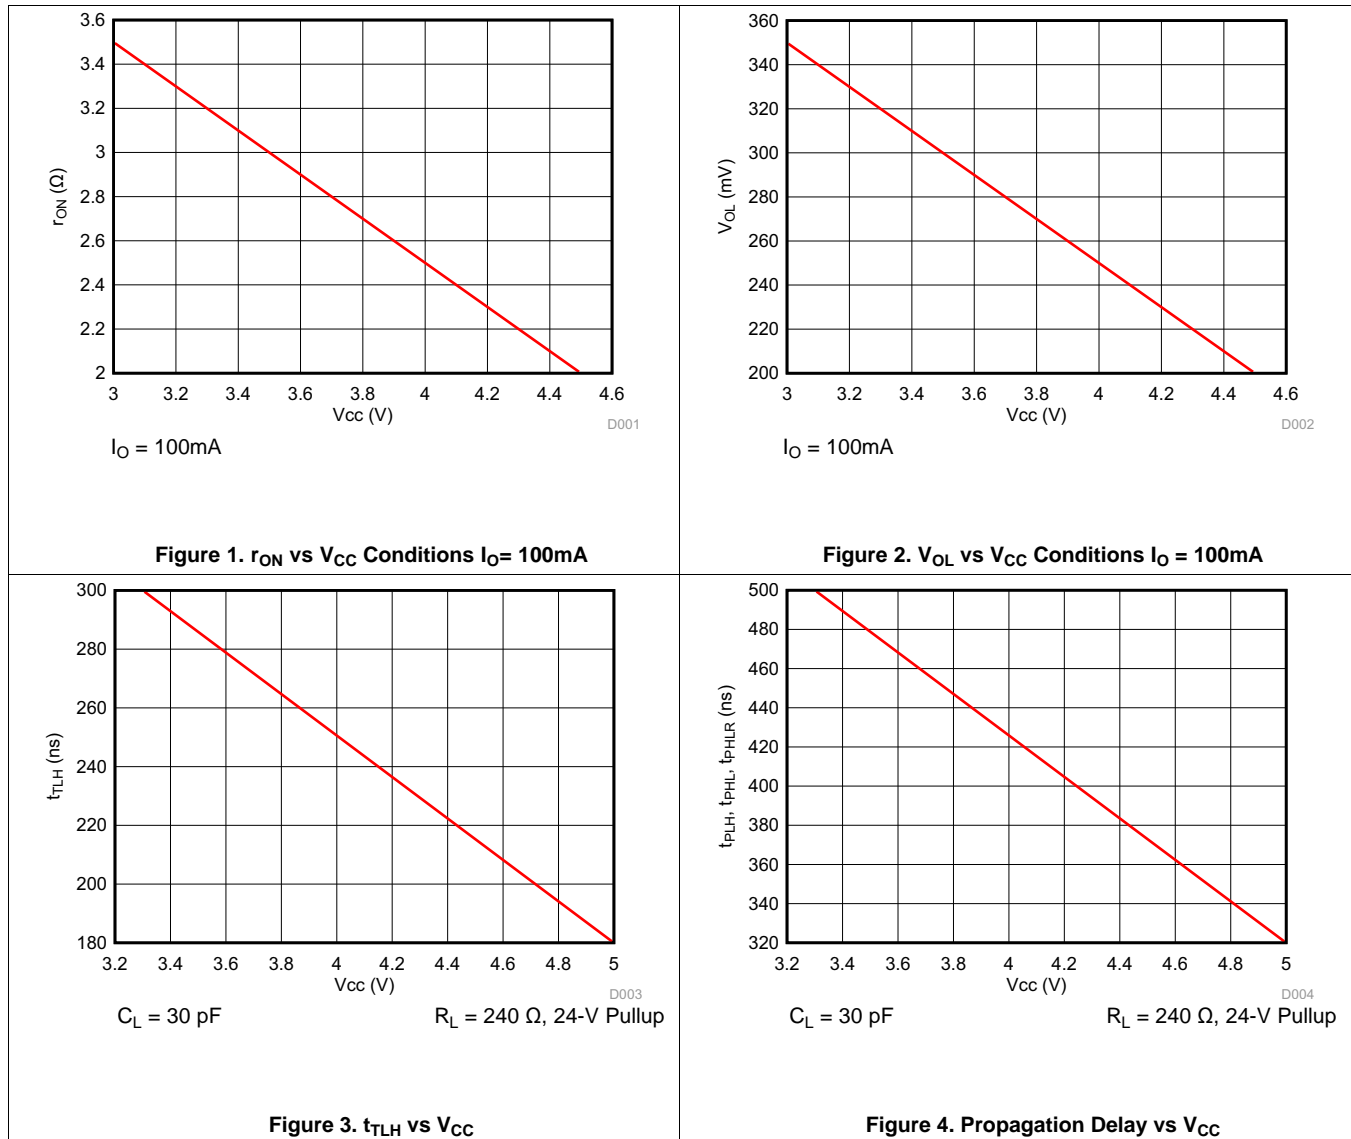 3.6
3.4
3.2
3
2.8
2.6
2.4
2.2
2
r_ON (Ω)
3 3.2 3.4 3.6 3.8 4 4.2 4.4 4.6
Vcc (V)
D001
I_O = 100mA
Figure 1. r_ON vs V_CC Conditions I_O= 100mA
360
340
320
300
280
260
240
220
200
V_OL (mV)
3 3.2 3.4 3.6 3.8 4 4.2 4.4 4.6
Vcc (V)
D002
I_O = 100mA
Figure 2. V_OL vs V_CC Conditions I_O = 100mA
300
280
260
240
220
200
180
t_TLH (ns)
3.2 3.4 3.6 3.8 4 4.2 4.4 4.6 4.8 5
Vcc (V)
D003
C_L = 30 pF R_L = 240 Ω, 24-V Pullup
Figure 3. t_TLH vs V_CC
500
480
460
440
420
400
380
360
340
320
t_PLH, t_PHL, t_PHLR (ns)
3.2 3.4 3.6 3.8 4 4.2 4.4 4.6 4.8 5
Vcc (V)
D004
C_L = 30 pF R_L = 240 Ω, 24-V Pullup
Figure 4. Propagation Delay vs V_CC